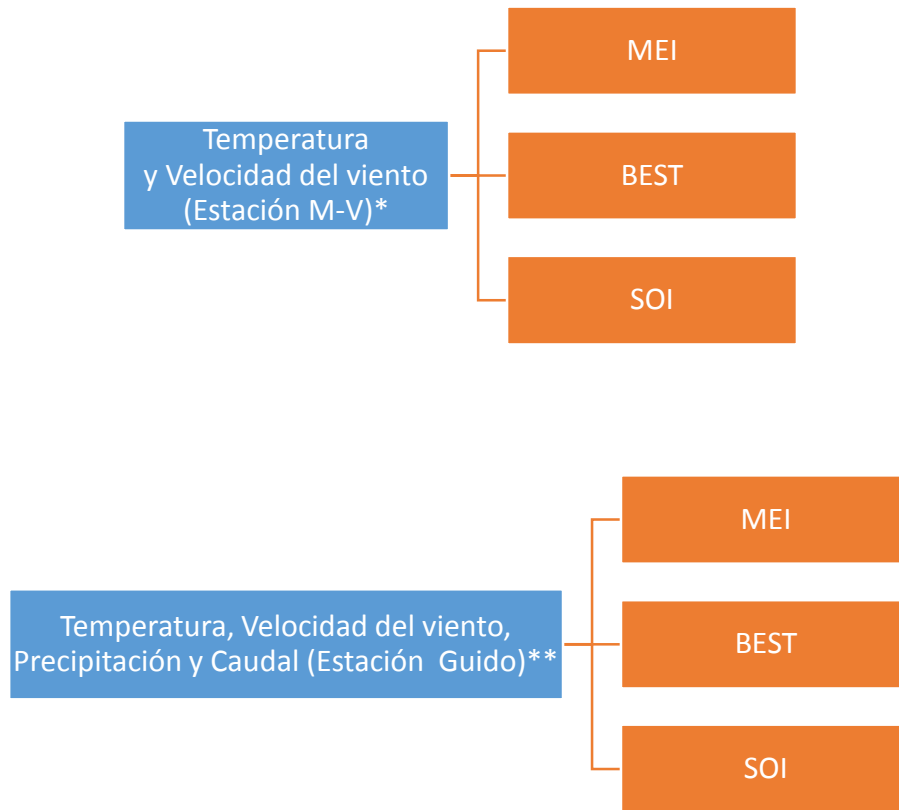 MEI
Temperatura
y Velocidad del viento
(Estación M-V)*
BEST
SOI
MEI
Temperatura, Velocidad del viento,
Precipitación y Caudal (Estación Guido)**
BEST
SOI